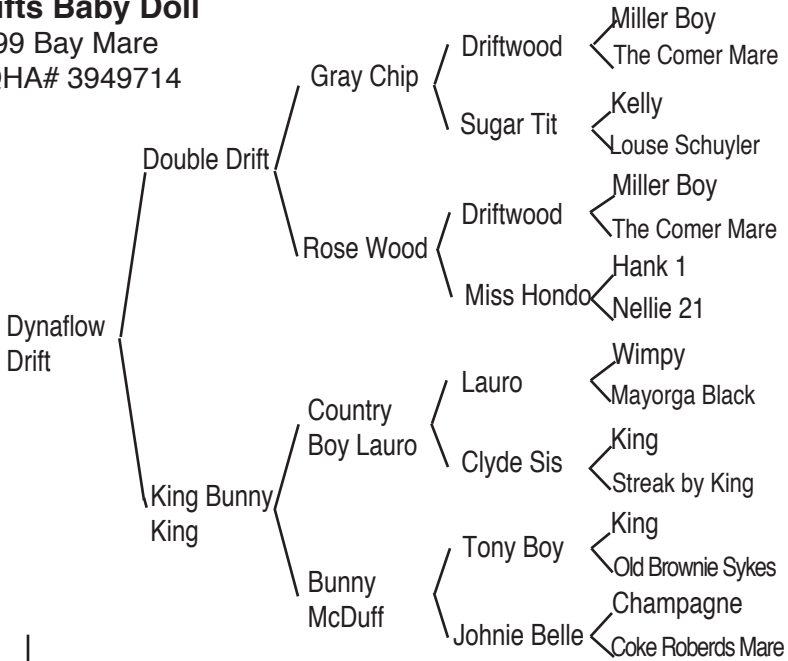 ifts Baby Doll
99 Bay Mare
QHA# 3949714
Dynaflow
Drift
Double Drift
King Bunny
King
Gray Chip
Rose Wood
Country
Boy Lauro
Bunny
McDuff
Driftwood
Sugar Tit
Driftwood
Miss Hondo
Lauro
Clyde Sis
Tony Boy
Johnie Belle
Miller Boy
The Comer Mare
Kelly
Louse Schuyler
Miller Boy
The Comer Mare
Hank 1
Nellie 21
Wimpy
Mayorga Black
King
Streak by King
King
Old Brownie Sykes
Champagne
Coke Roberds Mare